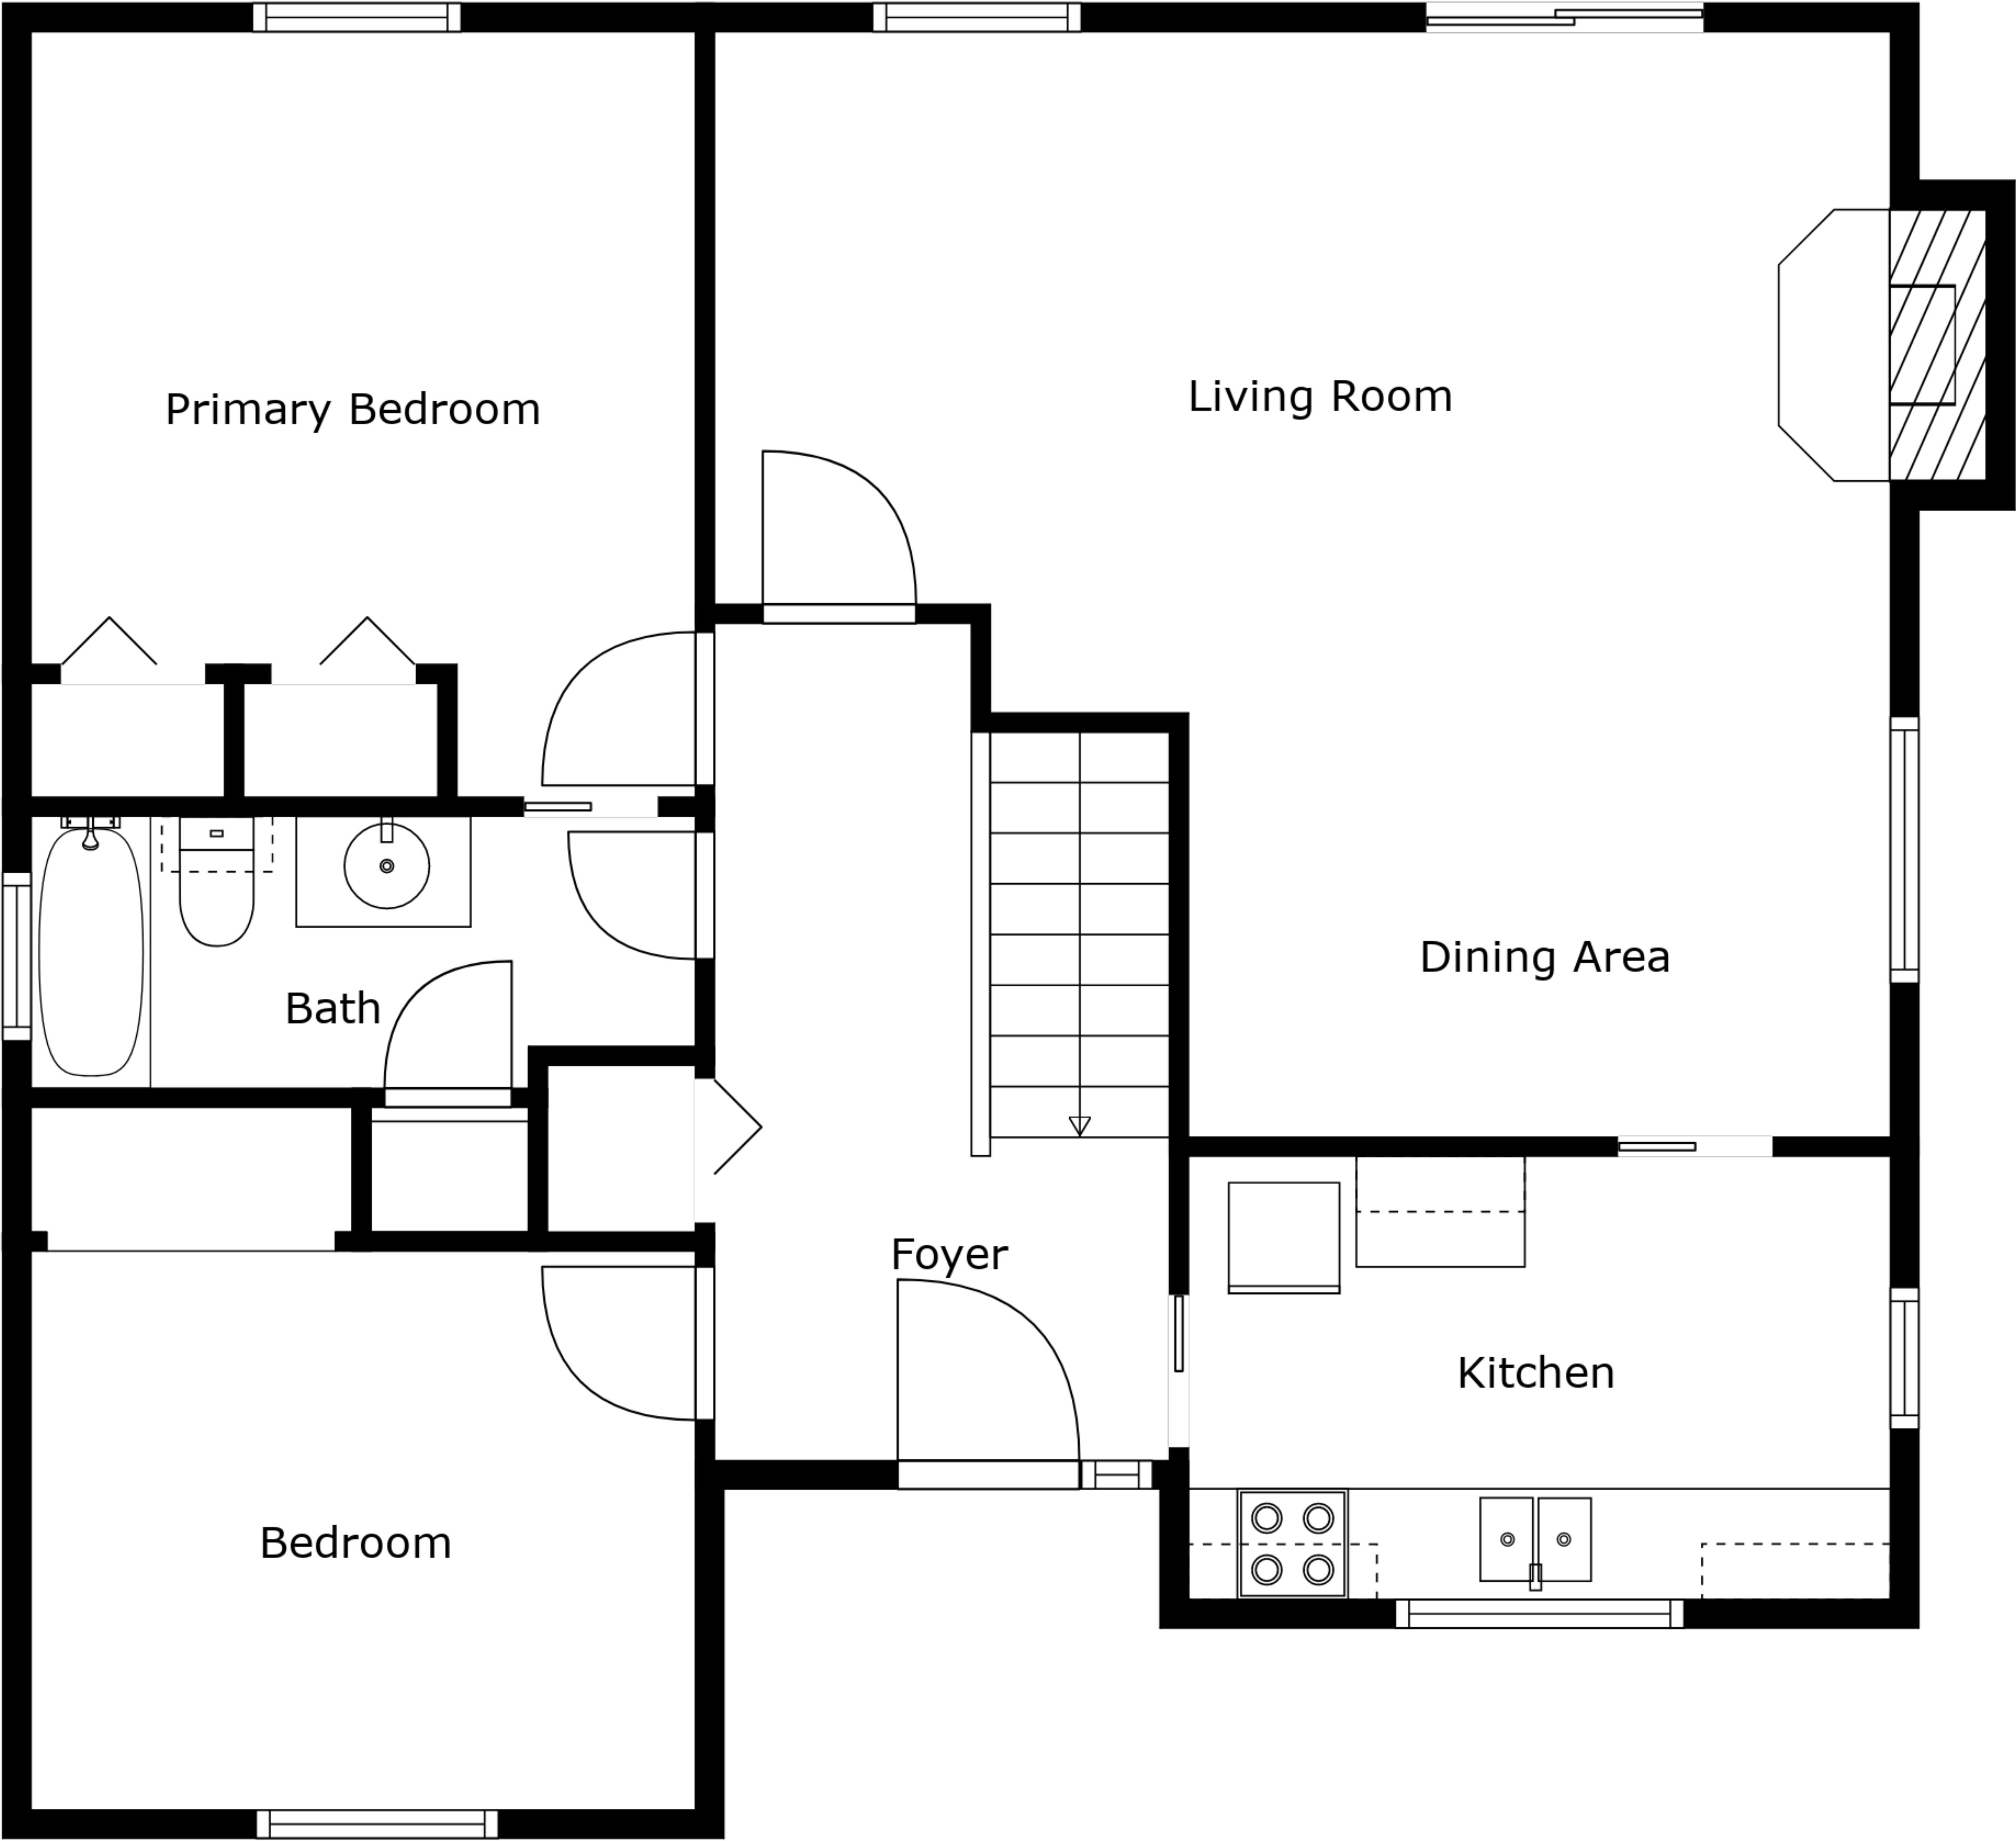 Primary Bedroom
Living Room
Dining Area
Bath
Foyer
Kitchen
Bedroom